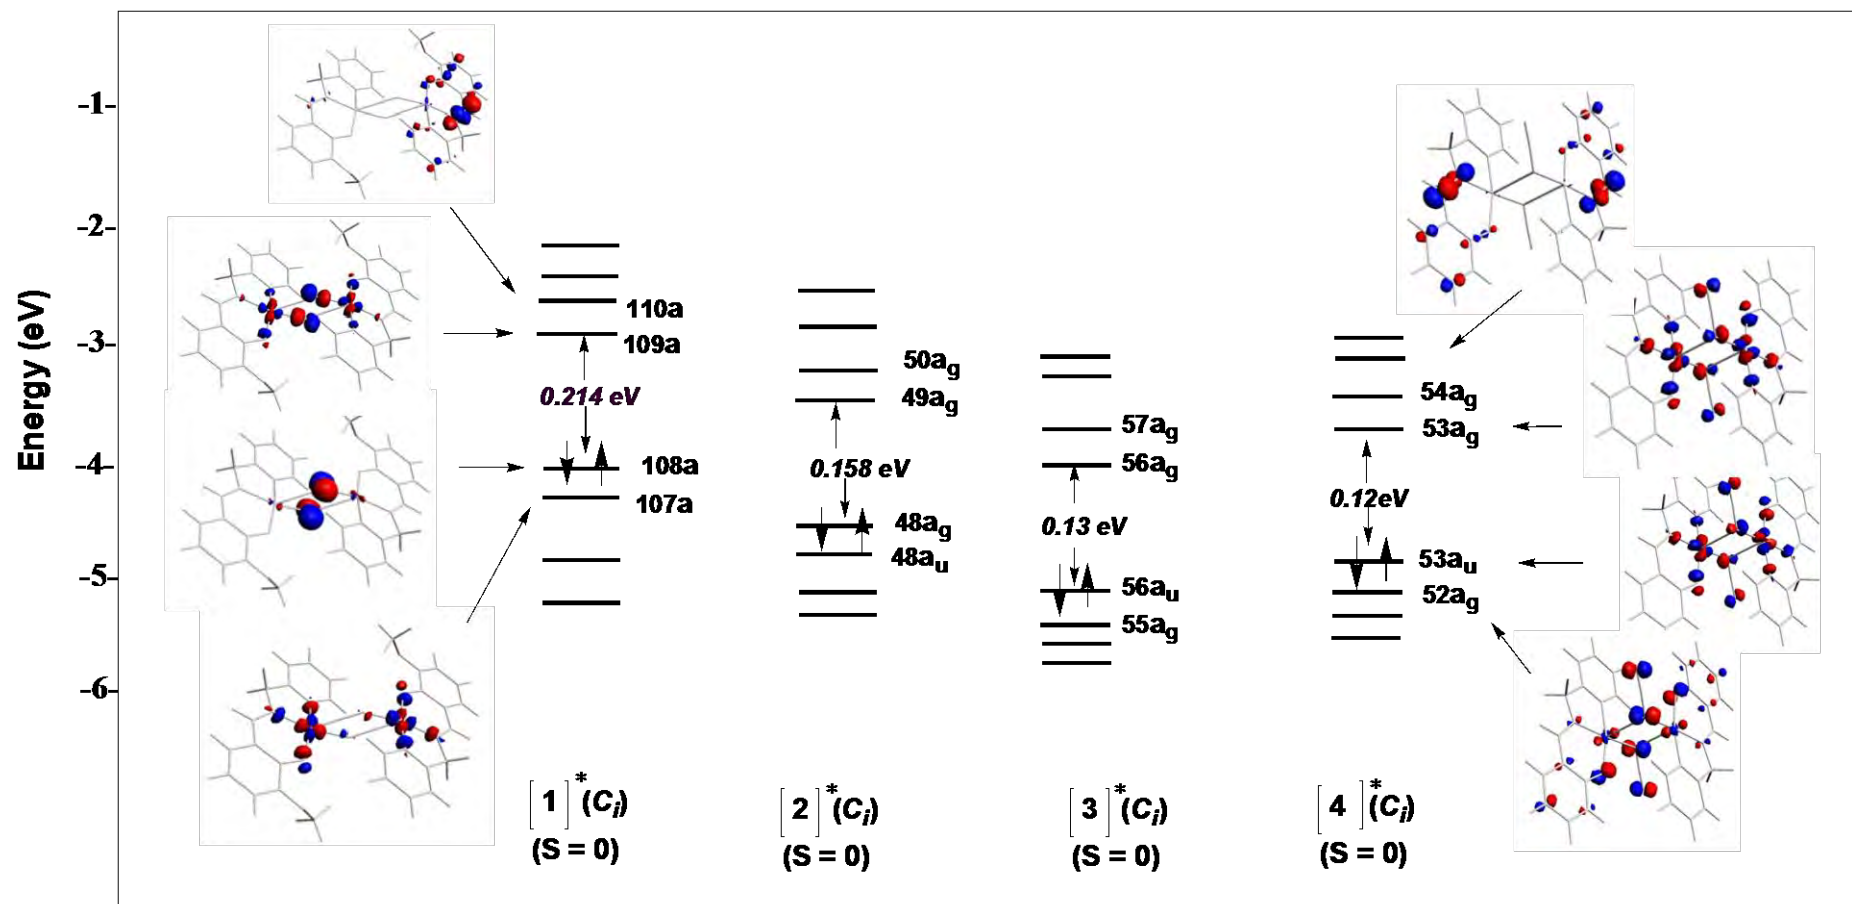 Energy (eV)
-1-
-2-
-3-
-4-
-5-
-6-
110a
109a
0.214 eV
108a
107a
[ 1 ]*(Ci)
(S = 0)
50ag
49ag
0.158 eV
48ag
48au
[ 2 ]*(Ci)
(S = 0)
57ag
56ag
0.13 eV
56au
55ag
[ 3 ]*(Ci)
(S = 0)
54ag
53ag
0.12eV
53au
52ag
[ 4 ]*(Ci)
(S = 0)